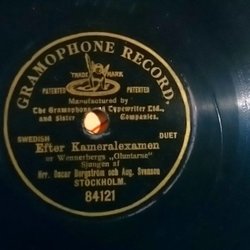 GRAMOPHONE RECORD.
TRADE MARK
PATENTED PATENTED
Manufactured by
The Gramophone and Typewriter Ltd.,
and Sister Companies.
SWEDISH DUET
Efter Kameralexamen
ur Wennerbergs „Gluntarne“
Sjungen af
Hrr. Oscar Bergström och Aug. Svenson
STOCKHOLM.
84121